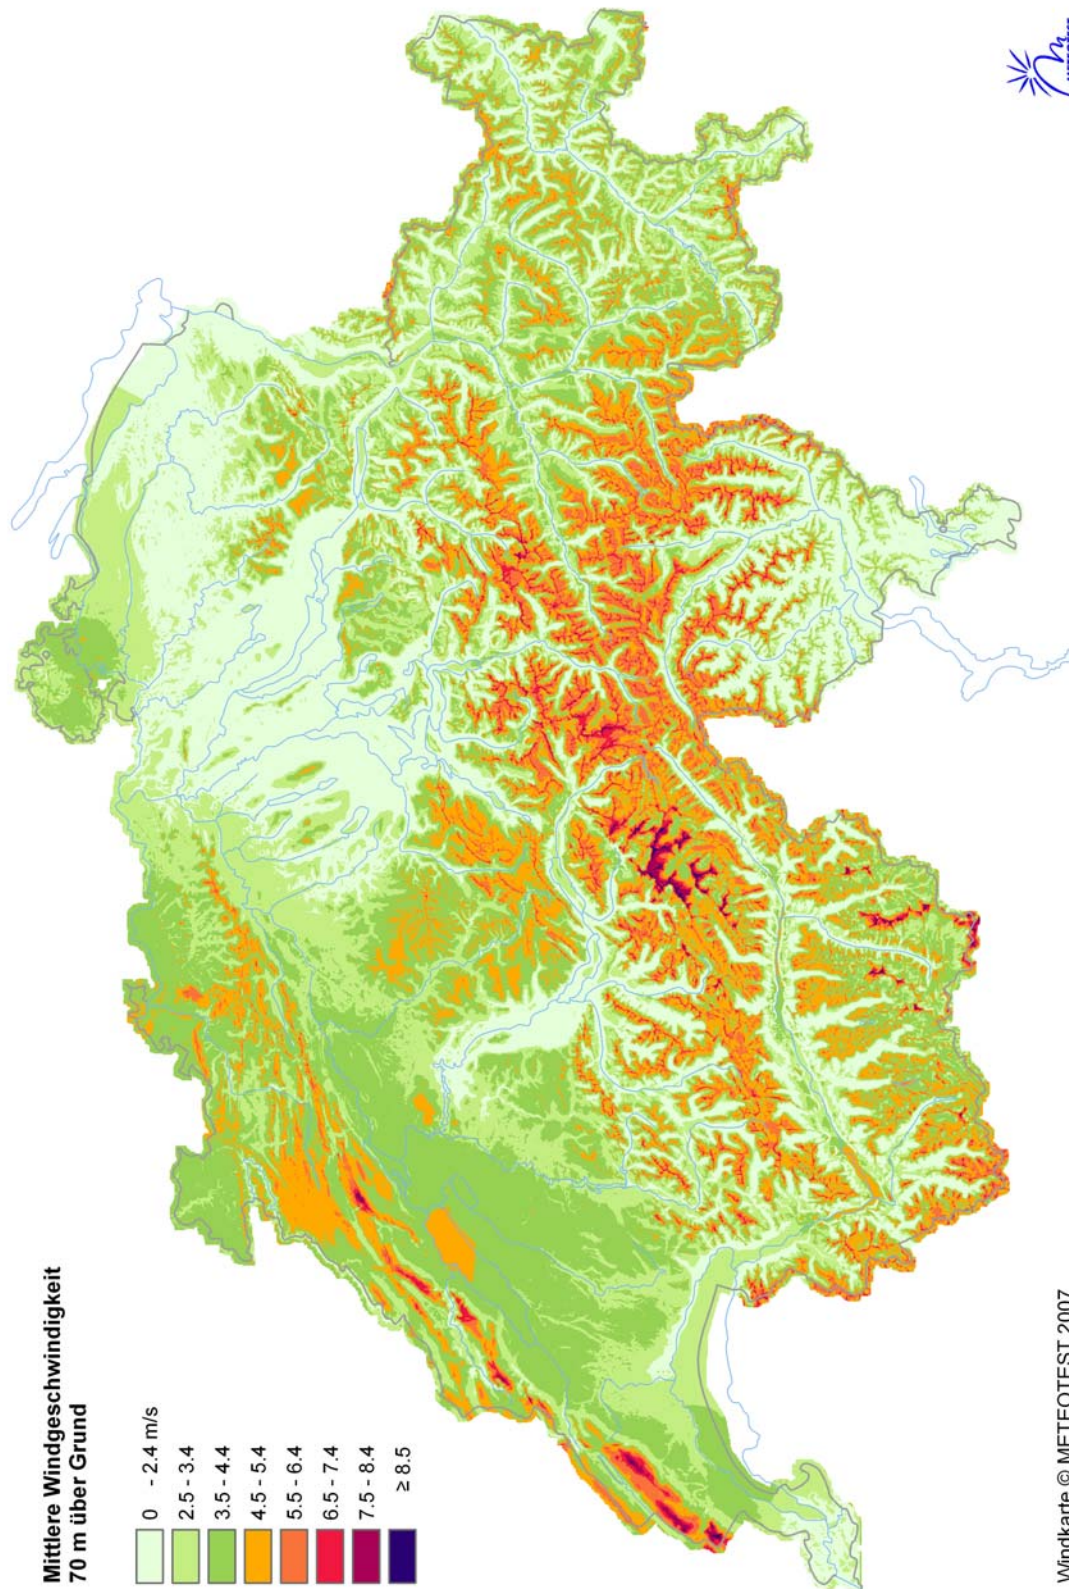 Mittlere Windgeschwindigkeit
70 m über Grund
0 - 2.4 m/s
2.5 - 3.4
3.5 - 4.4
4.5 - 5.4
5.5 - 6.4
6.5 - 7.4
7.5 - 8.4
≥ 8.5
Windkarte © METEOTEST 2007